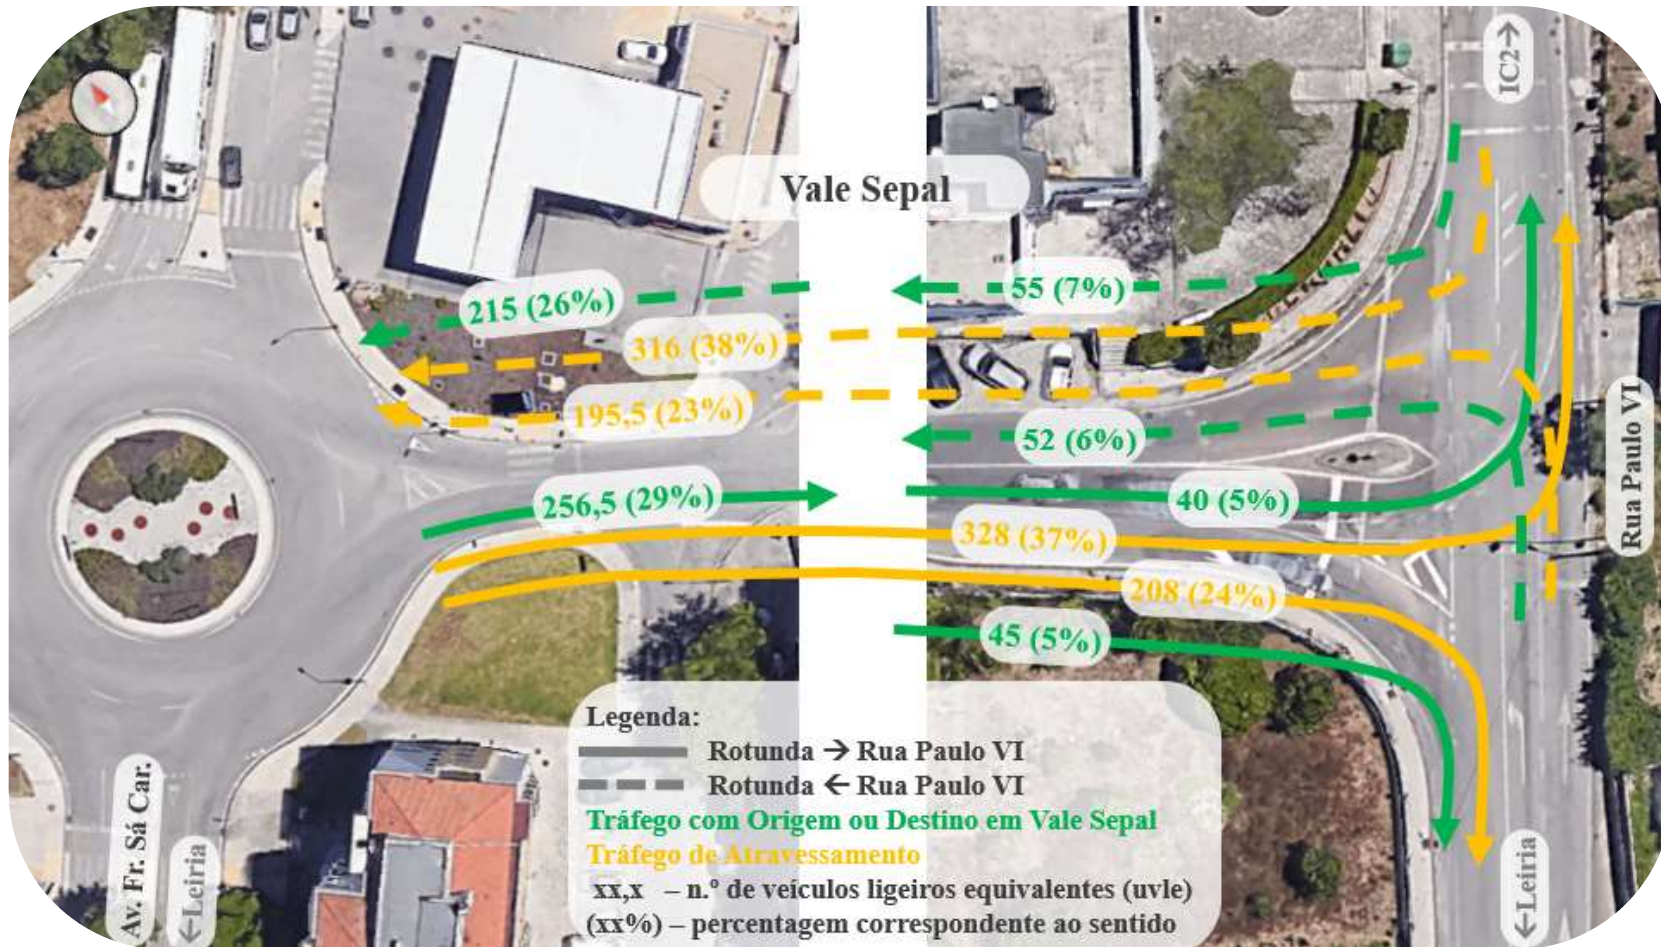 IC2→
Vale Sepal
215 (26%)
55 (7%)
316 (38%)
195,5 (23%)
52 (6%)
Rua Paulo VI
256,5 (29%)
40 (5%)
328 (37%)
208 (24%)
45 (5%)
Legenda:
Rotunda → Rua Paulo VI
Rotunda ← Rua Paulo VI
Tráfego com Origem ou Destino em Vale Sepal
Tráfego de Atravessamento
xx,x – n.º de veículos ligeiros equivalentes (uvle)
(xx%) – percentagem correspondente ao sentido
Av. Fr. Sá Car.
←Leiria
←Leiria